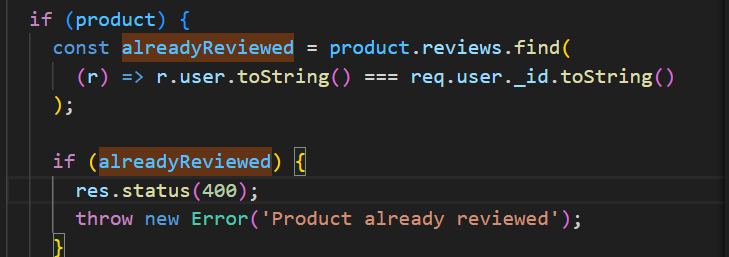 if (product) {
const alreadyReviewed = product.reviews.find(
(r) => r.user.toString() === req.user._id.toString()
);
if (alreadyReviewed) {
res.status(400);
throw new Error('Product already reviewed');
}